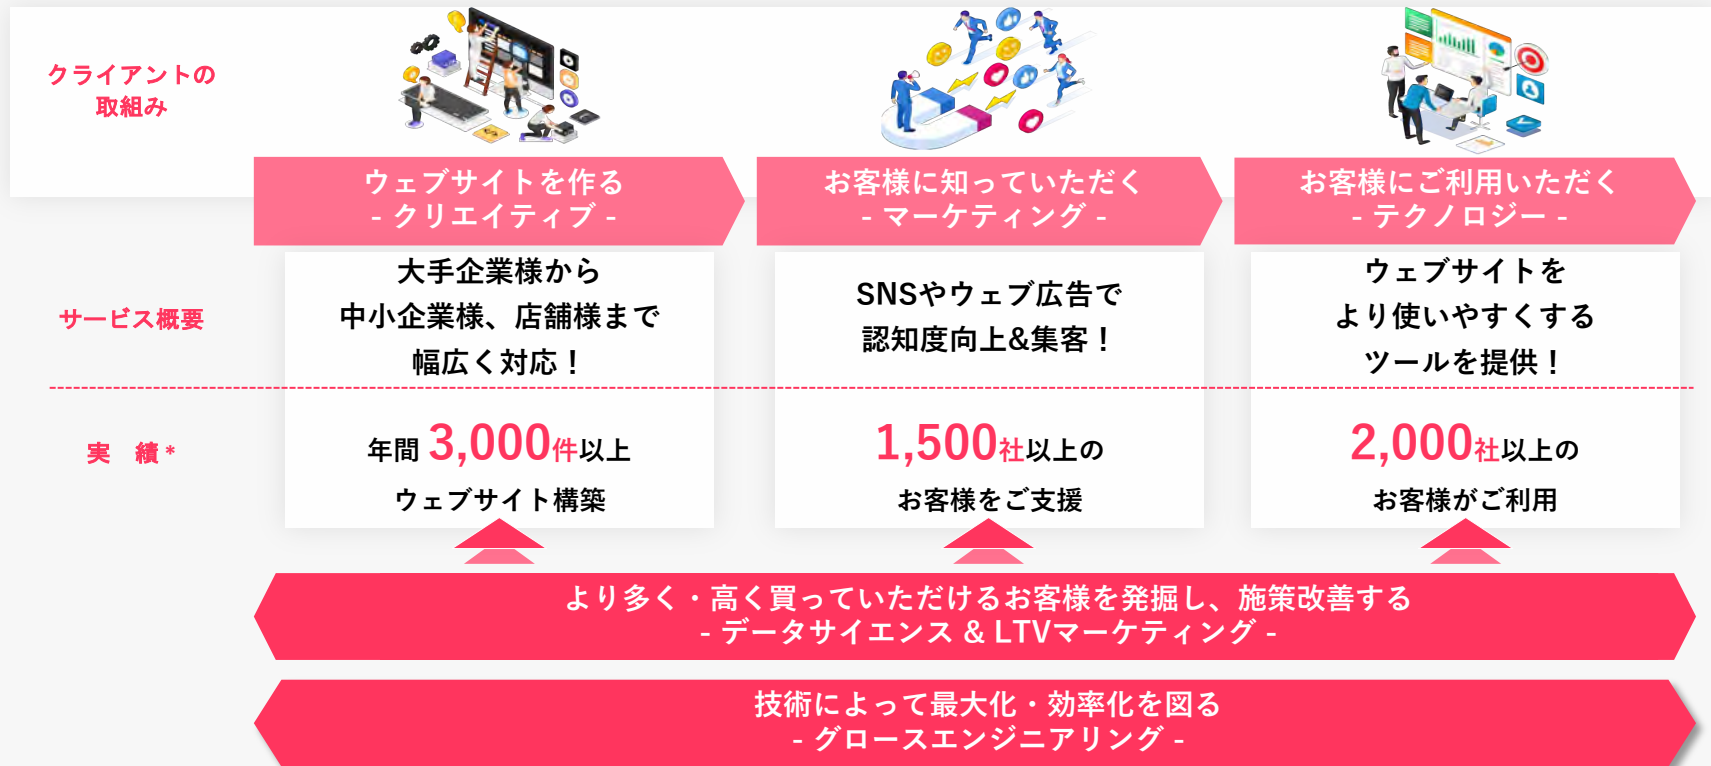 クライアントの
取組み
ウェブサイトを作る
- クリエイティブ -
お客様に知っていただく
- マーケティング -
お客様にご利用いただく
- テクノロジー -
サービス概要
大手企業様から
中小企業様、店舗様まで
幅広く対応！
SNSやウェブ広告で
認知度向上&集客！
ウェブサイトを
より使いやすくする
ツールを提供！
実　績*
年間 3,000件以上
ウェブサイト構築
1,500社以上の
お客様をご支援
2,000社以上の
お客様がご利用
より多く・高く買っていただけるお客様を発掘し、施策改善する
- データサイエンス & LTVマーケティング -
技術によって最大化・効率化を図る
- グロースエンジニアリング -